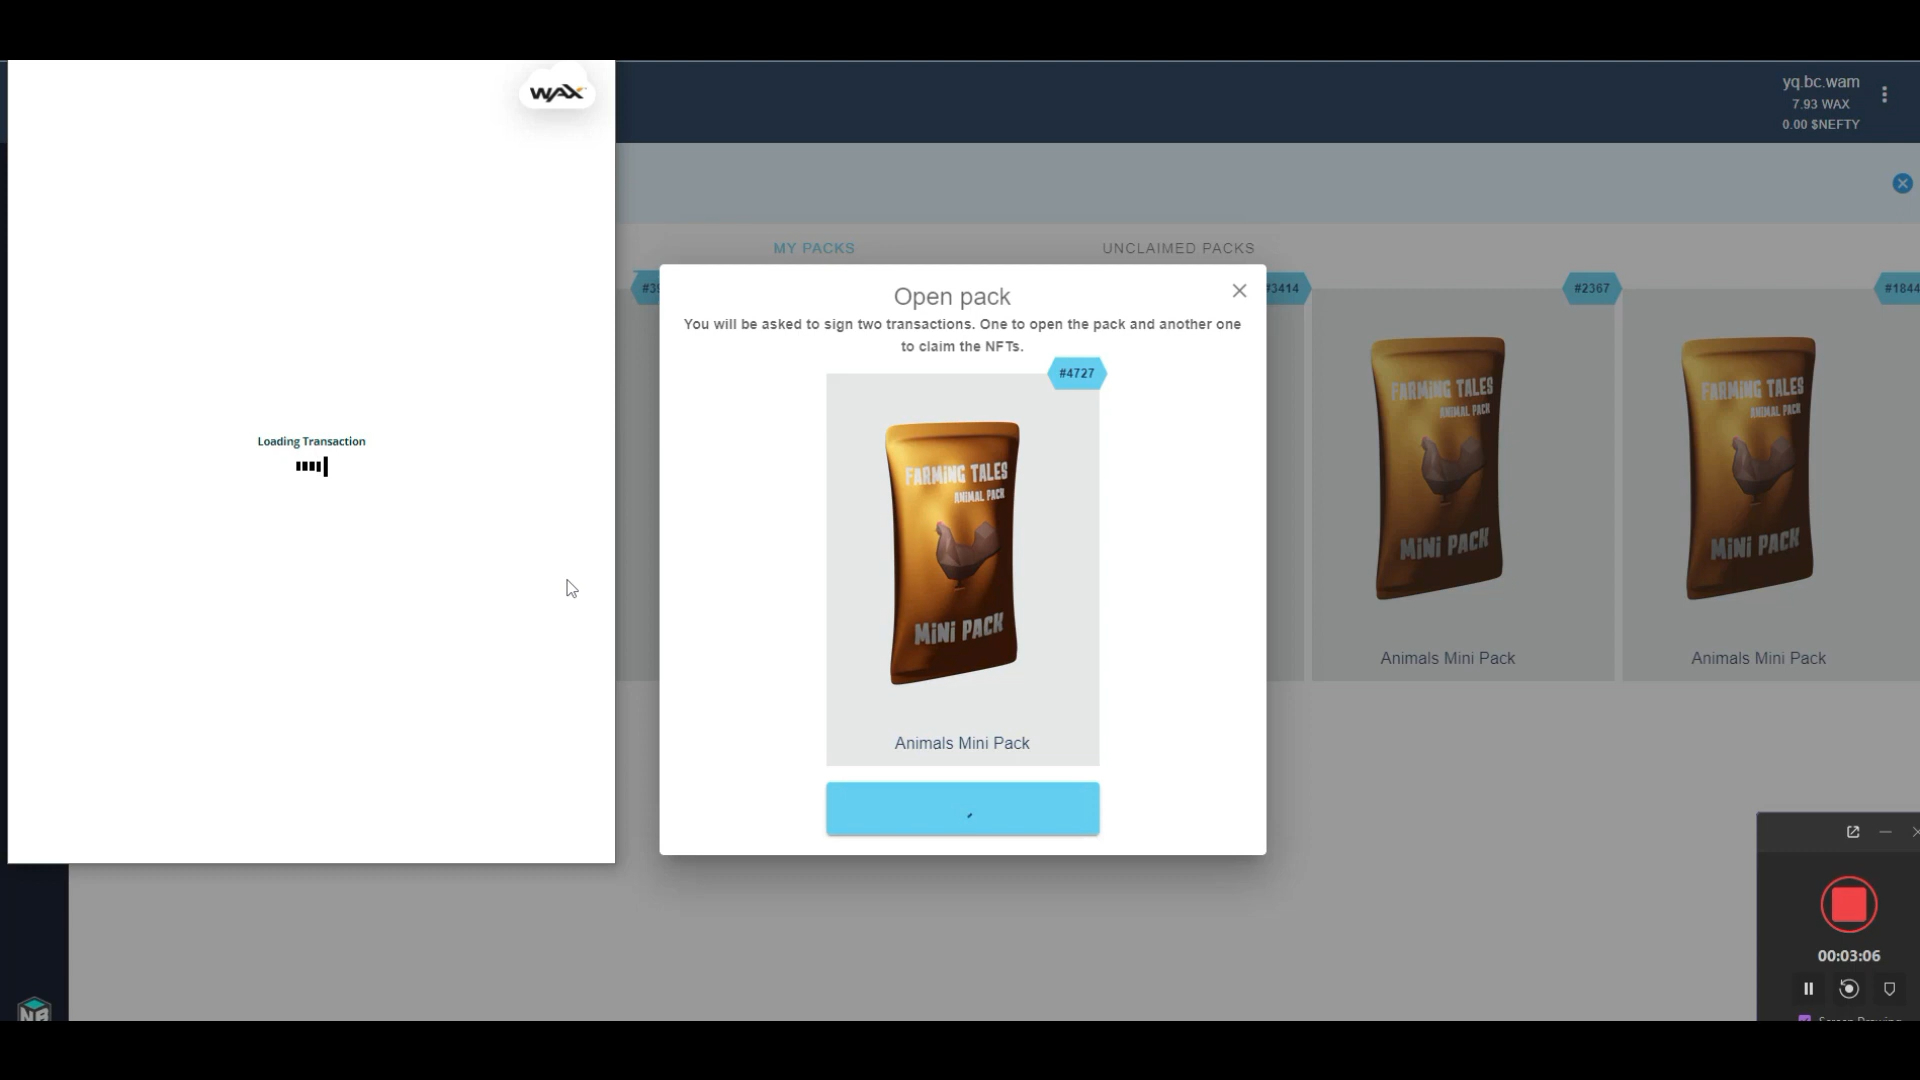 WAX
yq.bc.wam
7.93 WAX
0.00 $NEFTY
MY PACKS
UNCLAIMED PACKS
#3414
#2367
#1844
Open pack
You will be asked to sign two transactions. One to open the pack and another one
to claim the NFTs.
#4727
FARMING TALES
ANIMAL PACK
MINI PACK
Animals Mini Pack
FARMING TALES
ANIMAL PACK
MINI PACK
Animals Mini Pack
FARMING TALES
ANIMAL PACK
MINI PACK
Animals Mini Pack
Loading Transaction
00:03:06
NB